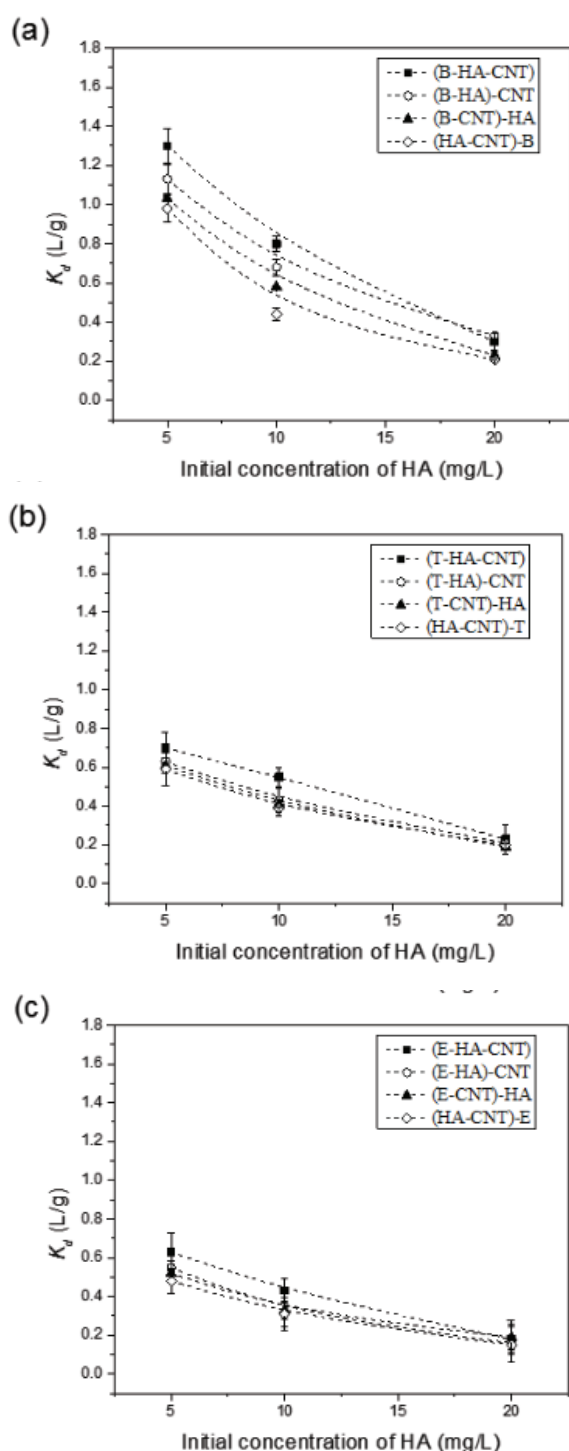 (a)
1.8
1.6
1.4
1.2
1.0
0.8
0.6
0.4
0.2
0.0
K_d (L/g)
(B-HA-CNT)
(B-HA)-CNT
(B-CNT)-HA
(HA-CNT)-B
5 10 15 20
Initial concentration of HA (mg/L)
(b)
1.8
1.6
1.4
1.2
1.0
0.8
0.6
0.4
0.2
0.0
K_d (L/g)
(T-HA-CNT)
(T-HA)-CNT
(T-CNT)-HA
(HA-CNT)-T
5 10 15 20
Initial concentration of HA (mg/L)
(c)
1.8
1.6
1.4
1.2
1.0
0.8
0.6
0.4
0.2
0.0
K_d (L/g)
(E-HA-CNT)
(E-HA)-CNT
(E-CNT)-HA
(HA-CNT)-E
5 10 15 20
Initial concentration of HA (mg/L)